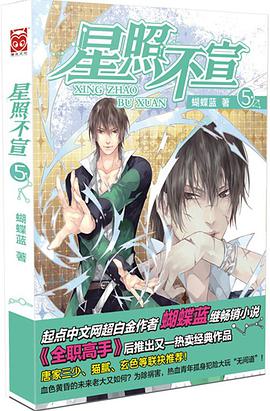 星照不宣
XING ZHAO
BU XUAN
蝴蝶蓝 著
5
星照不宣
5
蝴蝶蓝 著
起点中文网超白金作者蝴蝶蓝继畅销小说
《全职高手》后推出又一热卖经典作品
唐家三少、猫腻、玄色等联袂推荐!
血色黄昏的未来老大又如何?为除病害,热血青年孤身犯险大玩“无间道”!